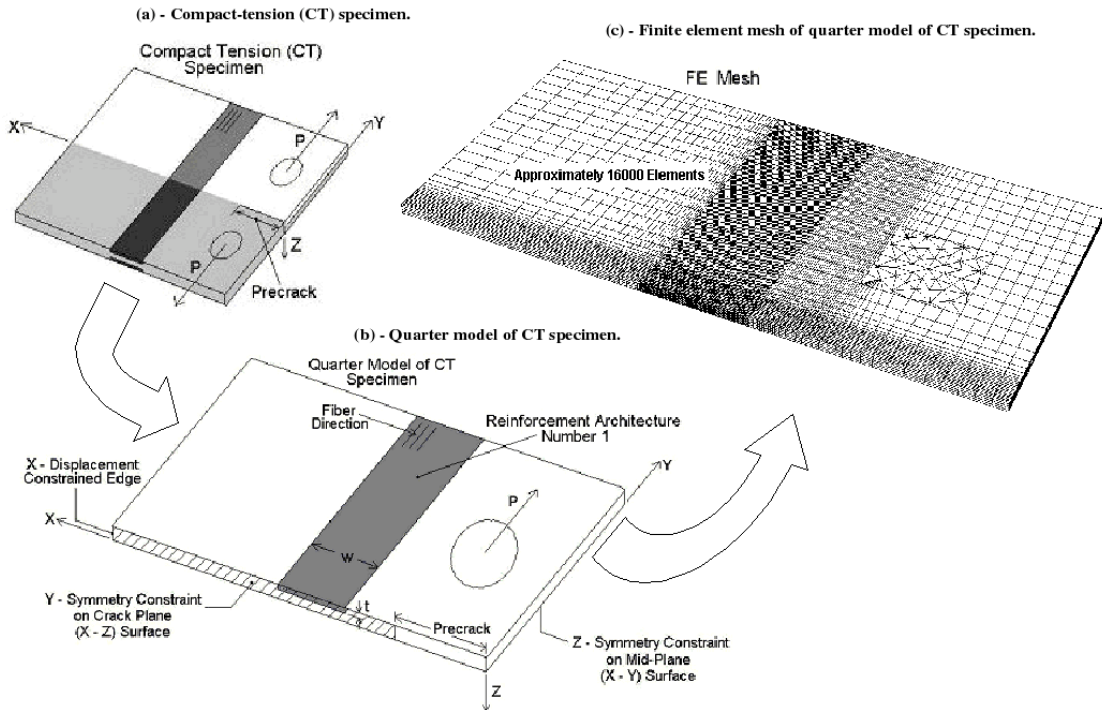 (a) - Compact-tension (CT) specimen.
Compact Tension (CT)
Specimen
X
P
Y
Z
P
Precrack
(c) - Finite element mesh of quarter model of CT specimen.
FE Mesh
Approximately 16000 Elements
(b) - Quarter model of CT specimen.
Quarter Model of CT
Specimen
Fiber
Direction
Reinforcement Architecture
Number 1
X - Displacement
Constrained Edge
X
Y
P
W
t
Y - Symmetry Constraint
on Crack Plane
(X - Z) Surface
Precrack
Z - Symmetry Constraint
on Mid-Plane
(X - Y) Surface
Z